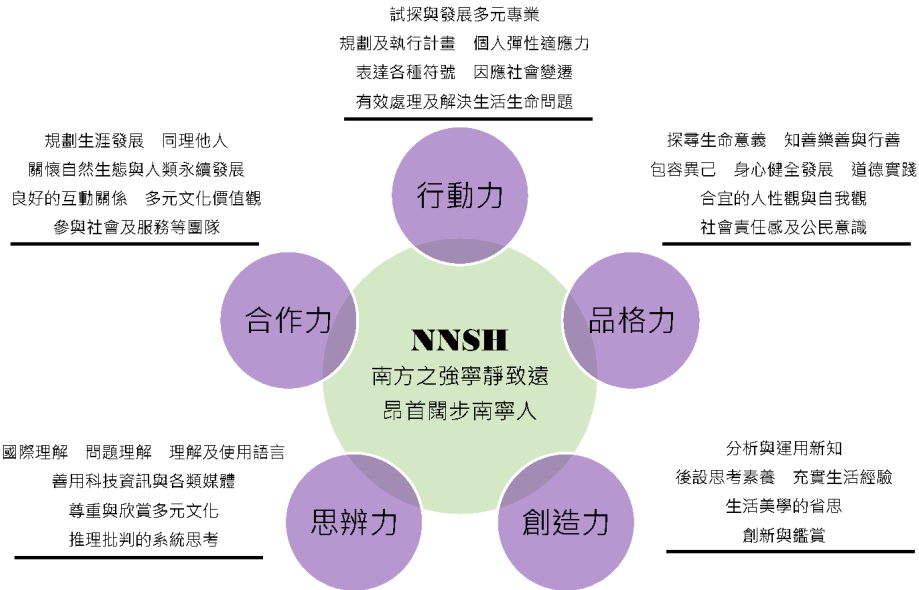 試探與發展多元專業
規劃及執行計畫　個人彈性適應力
表達各種符號　因應社會變遷
有效處理及解決生活生命問題
行動力
規劃生涯發展　同理他人
關懷自然生態與人類永續發展
良好的互動關係　多元文化價值觀
參與社會及服務等團隊
合作力
探尋生命意義　知善樂善與行善
包容異己　身心健全發展　道德實踐
合宜的人性觀與自我觀
社會責任感及公民意識
品格力
NNSH
南方之強寧靜致遠
昂首闊步南寧人
國際理解　問題理解　理解及使用語言
善用科技資訊與各類媒體
尊重與欣賞多元文化
推理批判的系統思考
思辨力
分析與運用新知
後設思考素養　充實生活經驗
生活美學的省思
創新與鑑賞
創造力